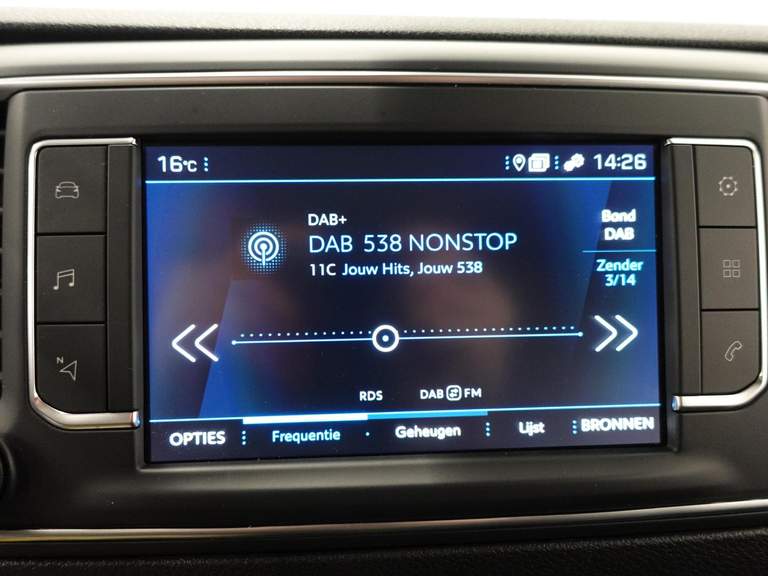 16°C
14:26
DAB+
DAB 538 NONSTOP
11C Jouw Hits, Jouw 538
Band
DAB
Zender
3/14
RDS
DAB FM
OPTIES
Frequentie
Geheugen
Lijst
BRONNEN
N